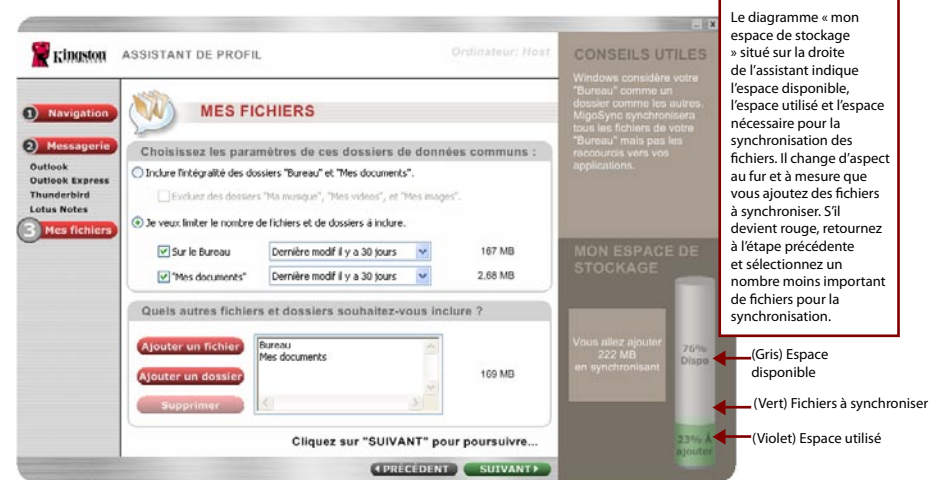 Kingston
ASSISTANT DE PROFIL
Ordinateur: Host
1 Navigation
2 Messagerie
Outlook
Outlook Express
Thunderbird
Lotus Notes
3 Mes fichiers
MES FICHIERS
Choisissez les paramètres de ces dossiers de données communs :
Inclure l'intégralité des dossiers "Bureau" et "Mes documents".
Excluez des dossiers "Ma musique", "Mes videos", et "Mes images".
Je veux limiter le nombre de fichiers et de dossiers à inclure.
Sur le Bureau
Dernière modif il y a 30 jours
167 MB
"Mes documents"
Dernière modif il y a 30 jours
2,68 MB
Quels autres fichiers et dossiers souhaitez-vous inclure ?
Ajouter un fichier
Ajouter un dossier
Supprimer
Bureau
Mes documents
169 MB
Cliquez sur "SUIVANT" pour poursuivre...
PRÉCÉDENT
SUIVANT
X
CONSEILS UTILES
Windows considère votre
"Bureau" comme un
dossier comme les autres.
MigoSync synchronisera
tous les fichiers de votre
"Bureau" mais pas les
raccourcis vers vos
applications.
MON ESPACE DE
STOCKAGE
Vous allez ajouter
222 MB
en synchronisant
76%
Dispo
23% À
ajouter
Le diagramme « mon
espace de stockage
» situé sur la droite
de l'assistant indique
l'espace disponible,
l'espace utilisé et l'espace
nécessaire pour la
synchronisation des
fichiers. Il change d'aspect
au fur et à mesure que
vous ajoutez des fichiers
à synchroniser. S'il
devient rouge, retournez
à l'étape précédente
et sélectionnez un
nombre moins important
de fichiers pour la
synchronisation.
(Gris) Espace
disponible
(Vert) Fichiers à synchroniser
(Violet) Espace utilisé